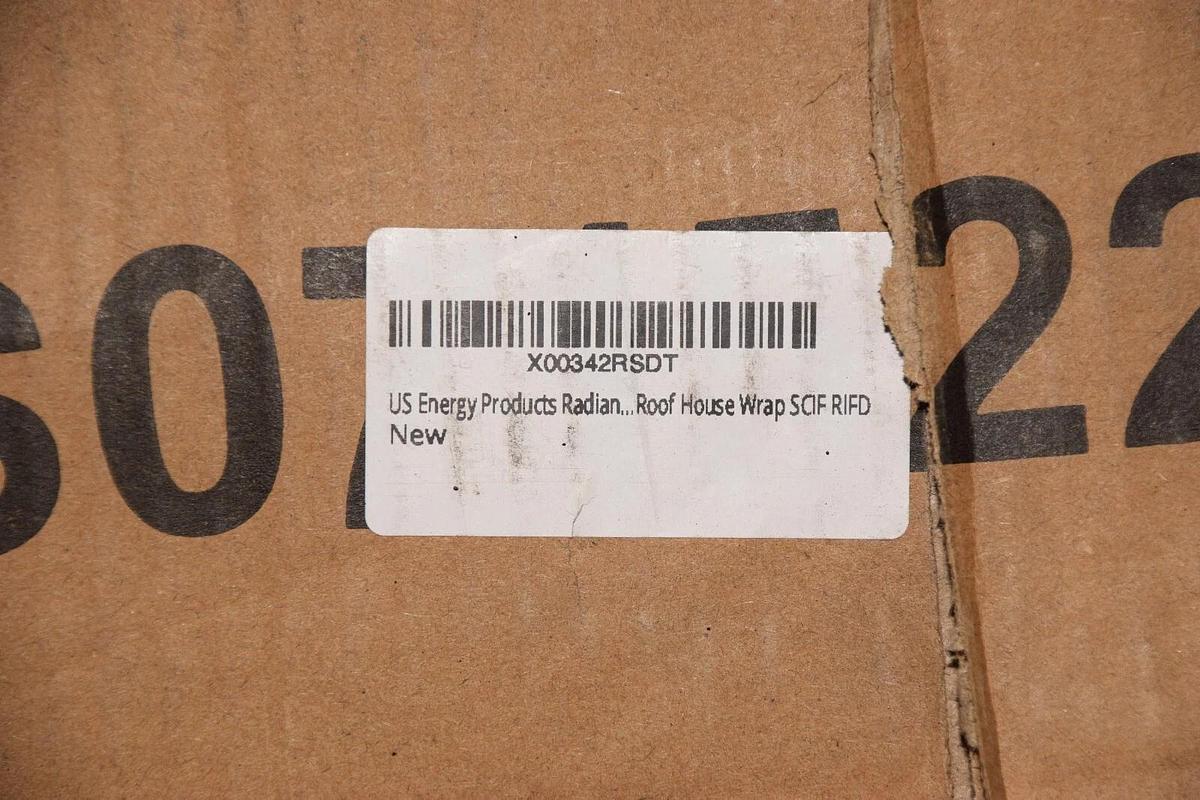 X00342RSDT
US Energy Products Radian...Roof House Wrap SCIF RIFD
New